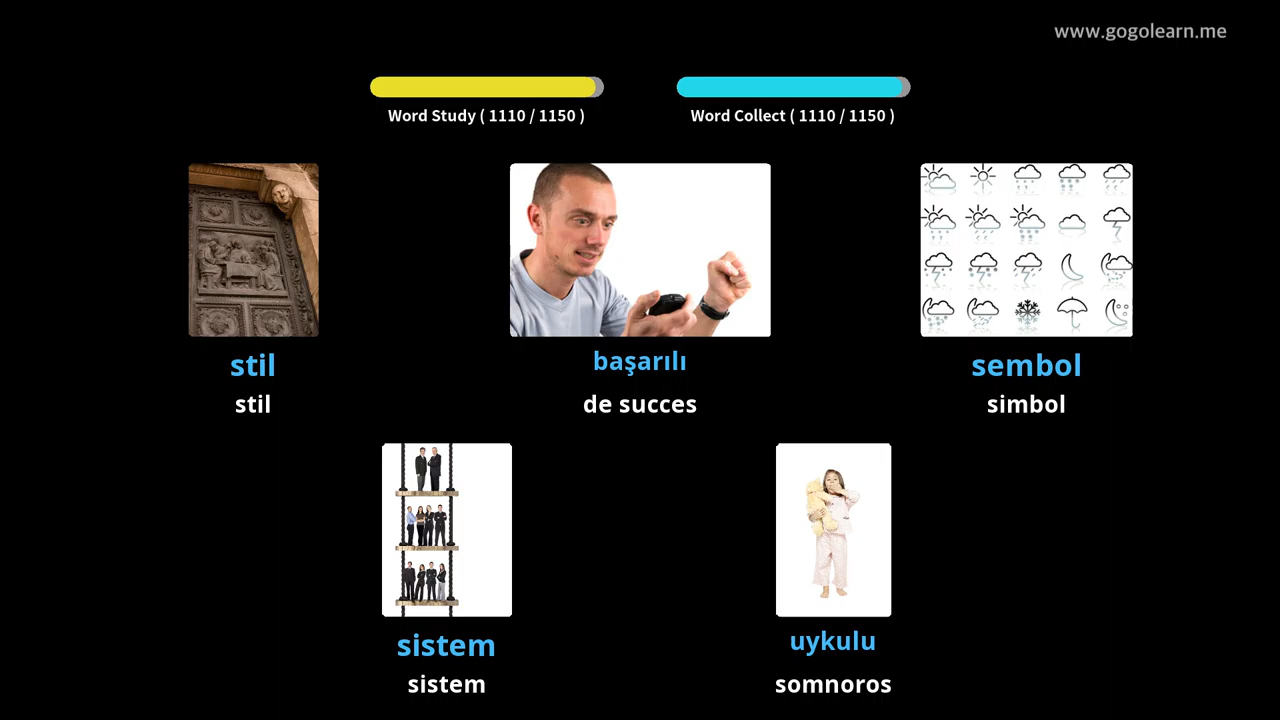 www.gogolearn.me
Word Study ( 1110 / 1150 )
Word Collect ( 1110 / 1150 )
stil
stil
başarılı
de succes
sembol
simbol
sistem
sistem
uykulu
somnoros